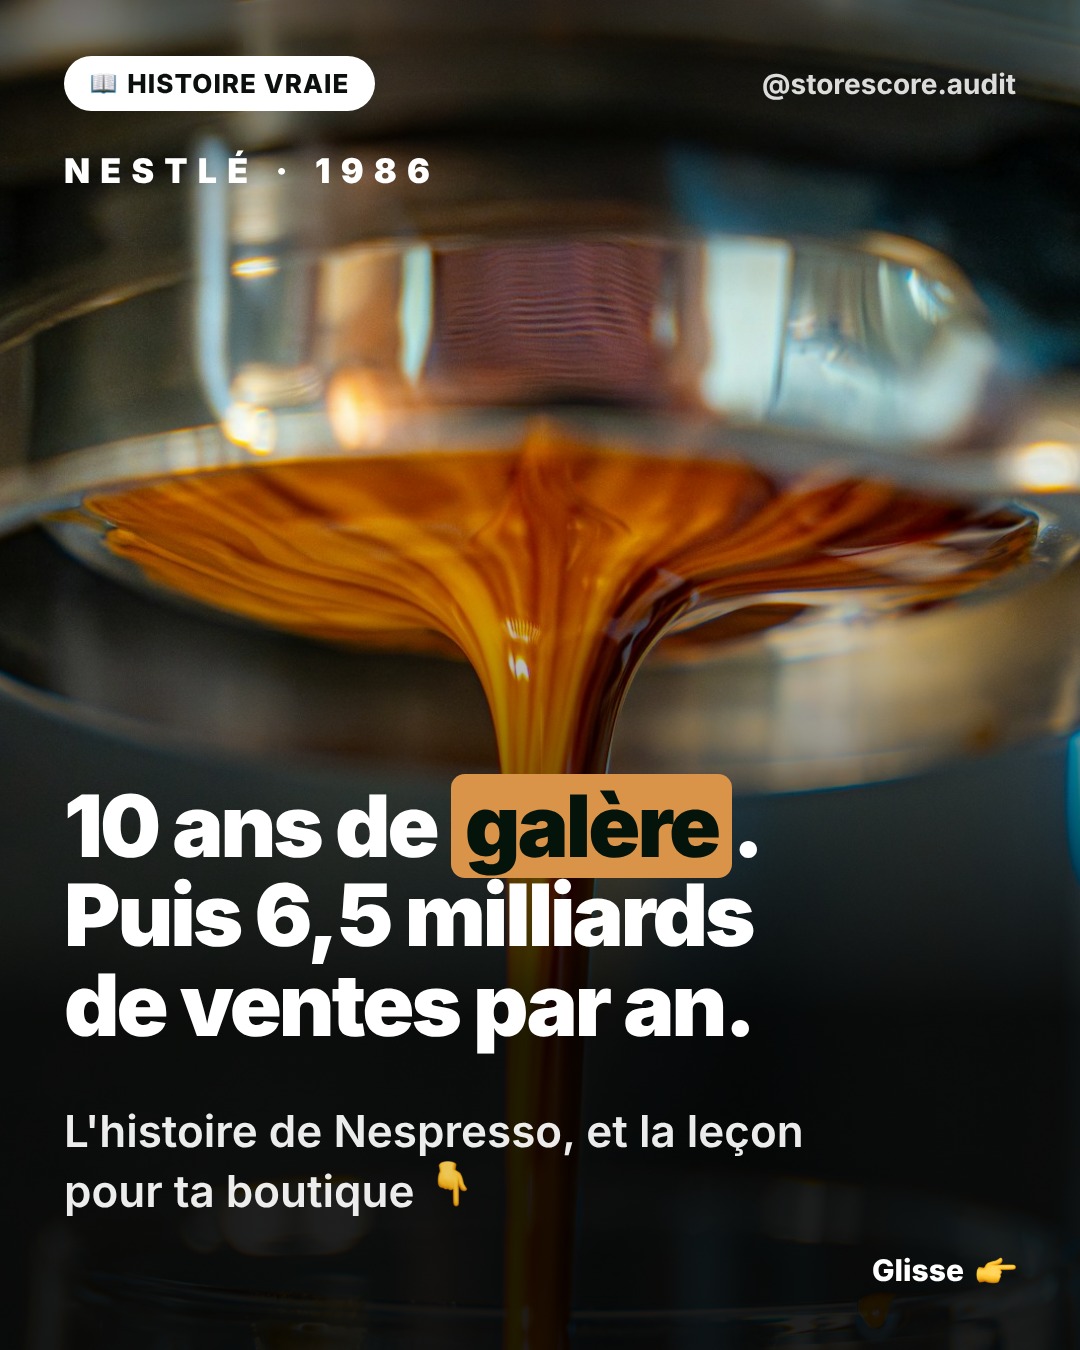 📖 HISTOIRE VRAIE
@storescore.audit
NESTLÉ · 1986
10 ans de galère.
Puis 6,5 milliards
de ventes par an.
L'histoire de Nespresso, et la leçon
pour ta boutique 👇
Glisse 👉